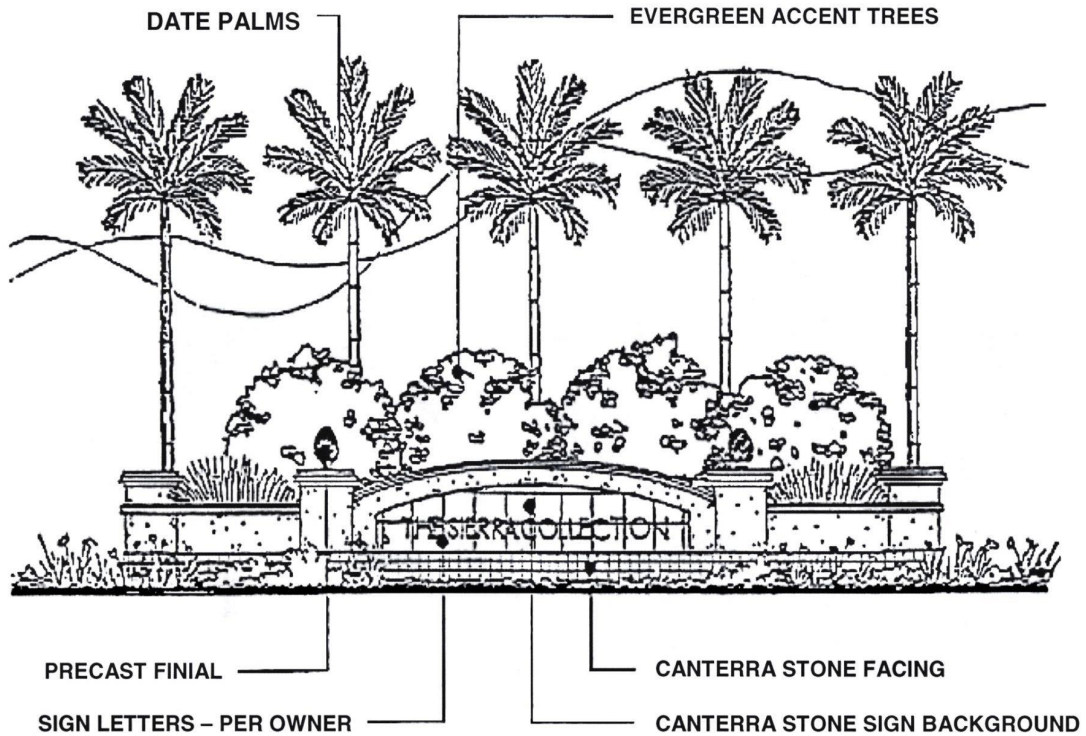 DATE PALMS
EVERGREEN ACCENT TREES
THE SIERRA COLLECTION
PRECAST FINIAL
CANTERRA STONE FACING
SIGN LETTERS – PER OWNER
CANTERRA STONE SIGN BACKGROUND